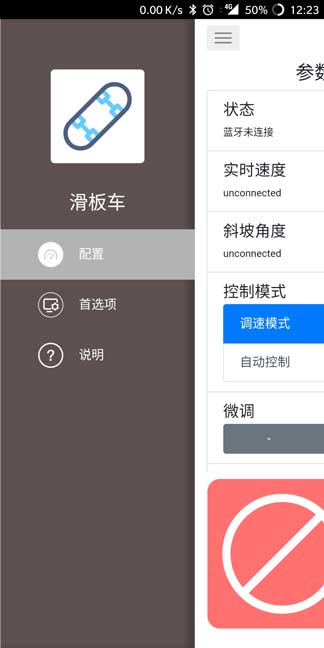 0.00 K/s 4G 50% 12:23
滑板车
配置
首选项
说明
参数
状态
蓝牙未连接
实时速度
unconnected
斜坡角度
unconnected
控制模式
调速模式
自动控制
微调
-